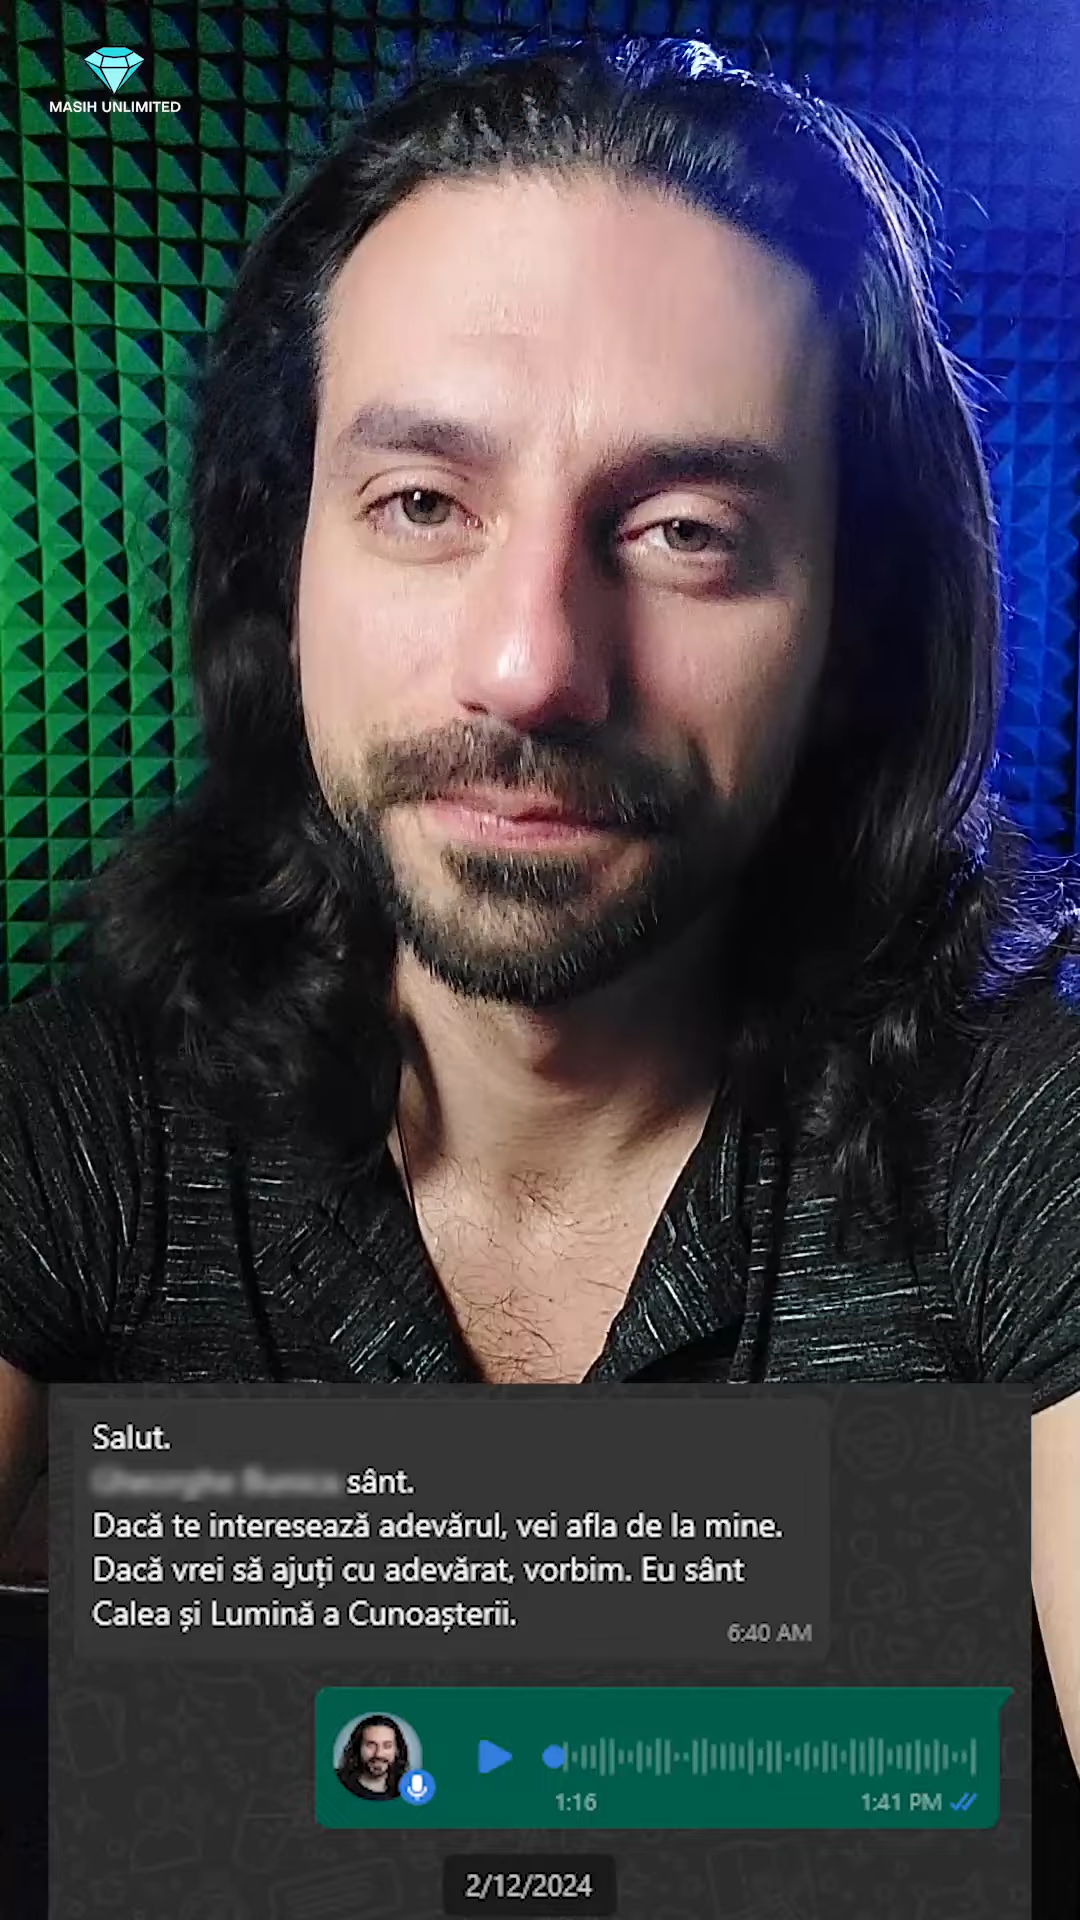 MASIH UNLIMITED
Salut.
sânt.
Dacă te interesează adevărul, vei afla de la mine.
Dacă vrei să ajuți cu adevărat, vorbim. Eu sânt
Calea și Lumină a Cunoașterii.
6:40 AM
1:16
1:41 PM
2/12/2024